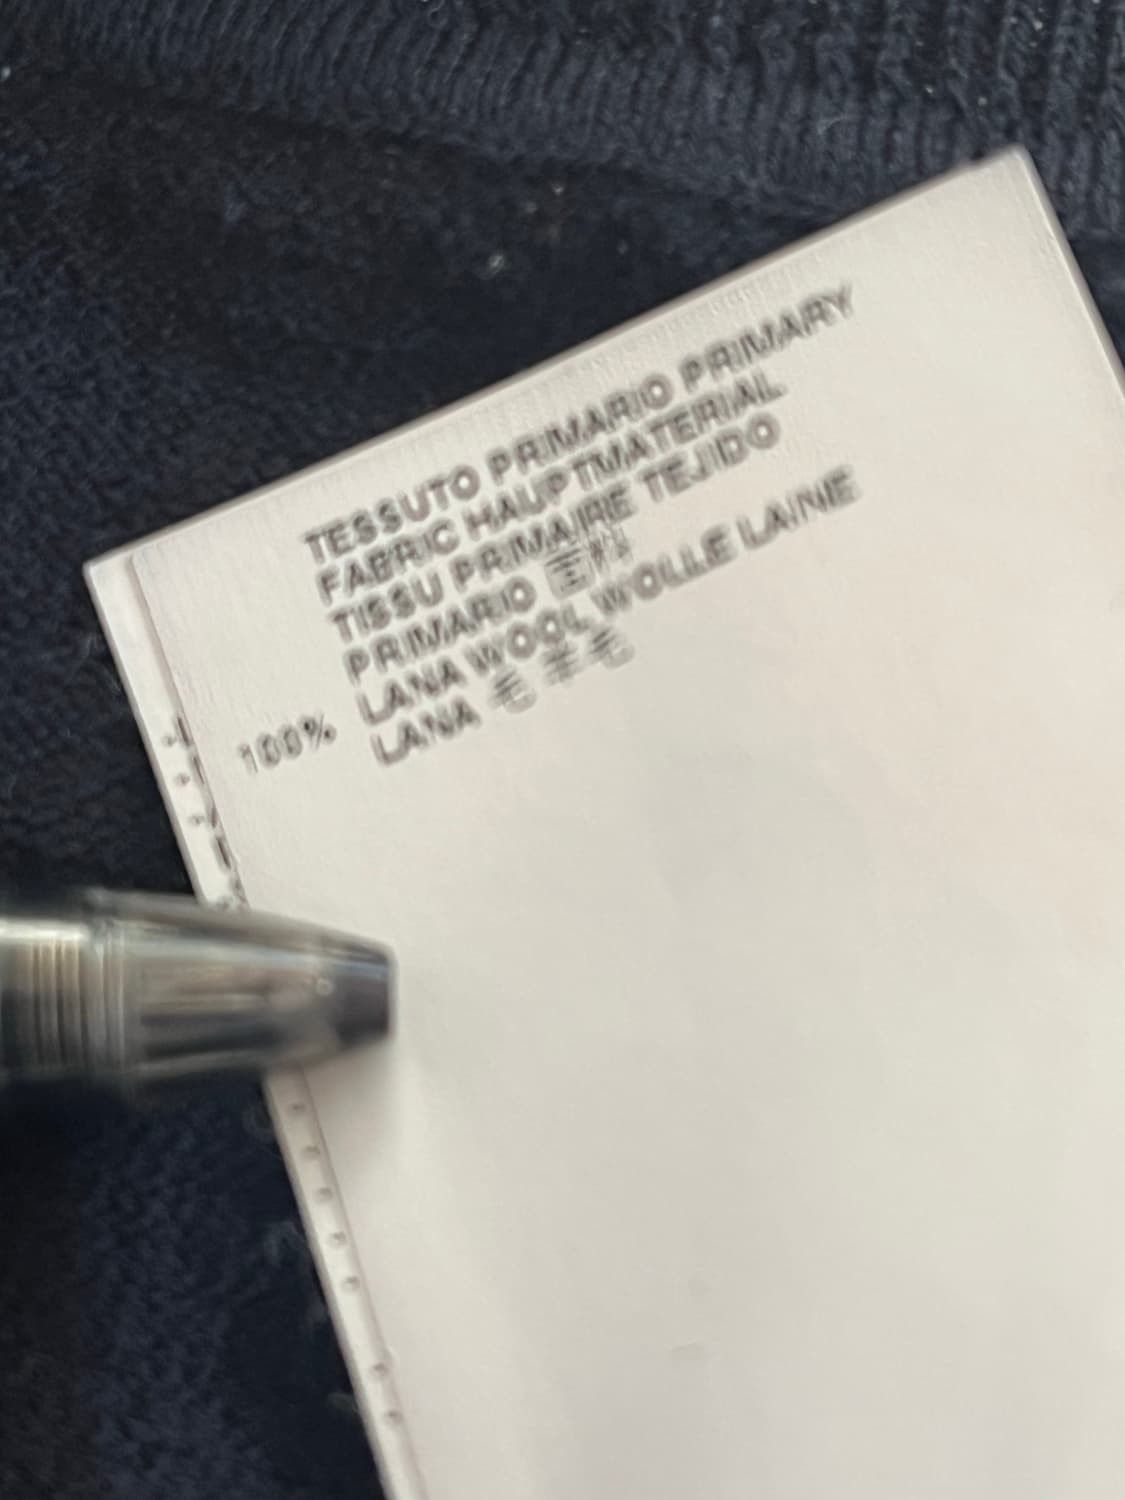 TESSUTO PRIMARIO PRIMARY
FABRIC HAUPTMATERIAL
TISSU PRIMAIRE TEJIDO
PRIMARIO 面料
100% LANA WOOL WOLLE LAINE
LANA 毛 羊毛